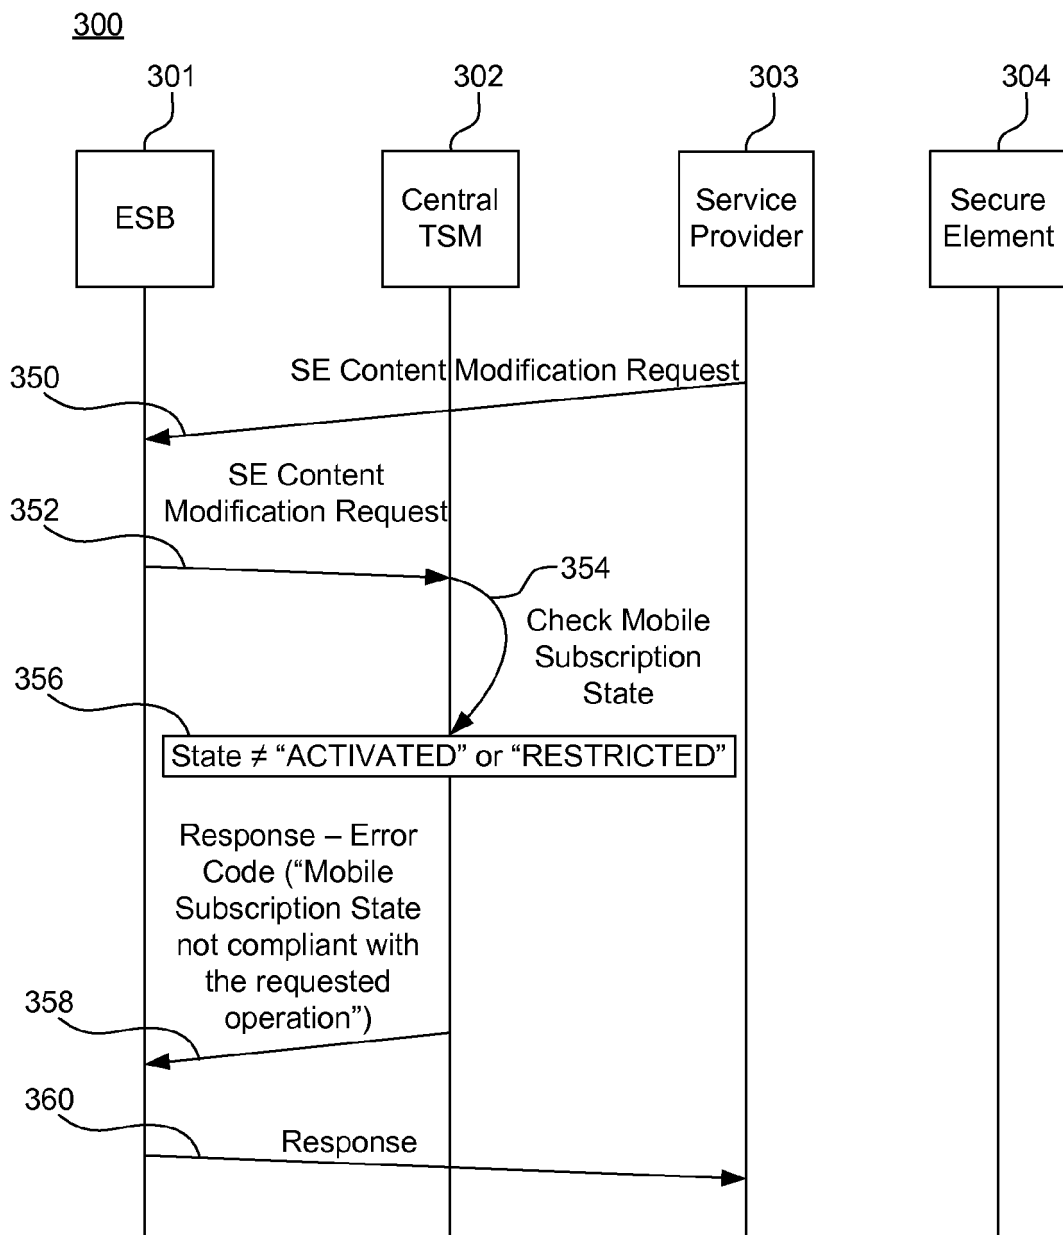 300
301
302
303
304
ESB
Central
TSM
Service
Provider
Secure
Element
SE Content Modification Request
350
SE Content
Modification Request
352
354
Check Mobile
Subscription
State
356
State ≠ “ACTIVATED” or “RESTRICTED”
Response – Error
Code (“Mobile
Subscription State
not compliant with
the requested
operation”)
358
360
Response